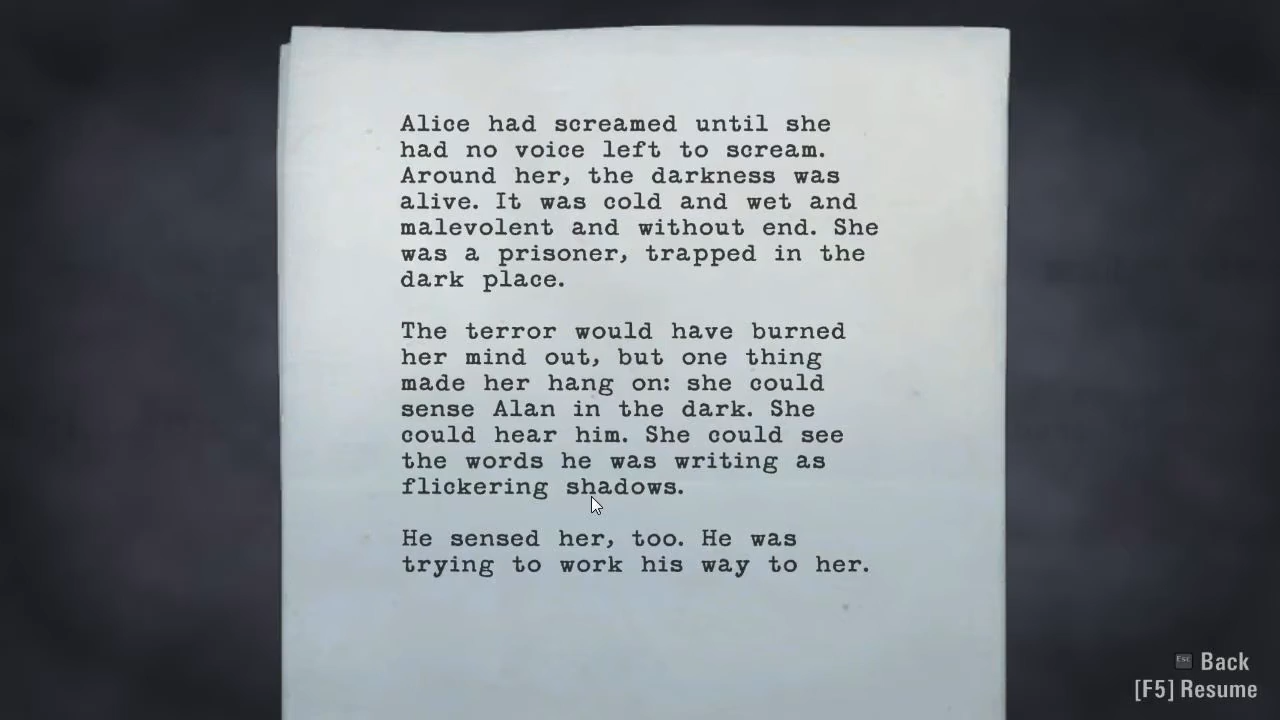 Alice had screamed until she
had no voice left to scream.
Around her, the darkness was
alive. It was cold and wet and
malevolent and without end. She
was a prisoner, trapped in the
dark place.
The terror would have burned
her mind out, but one thing
made her hang on: she could
sense Alan in the dark. She
could hear him. She could see
the words he was writing as
flickering shadows.
He sensed her, too. He was
trying to work his way to her.
Esc Back
[F5] Resume